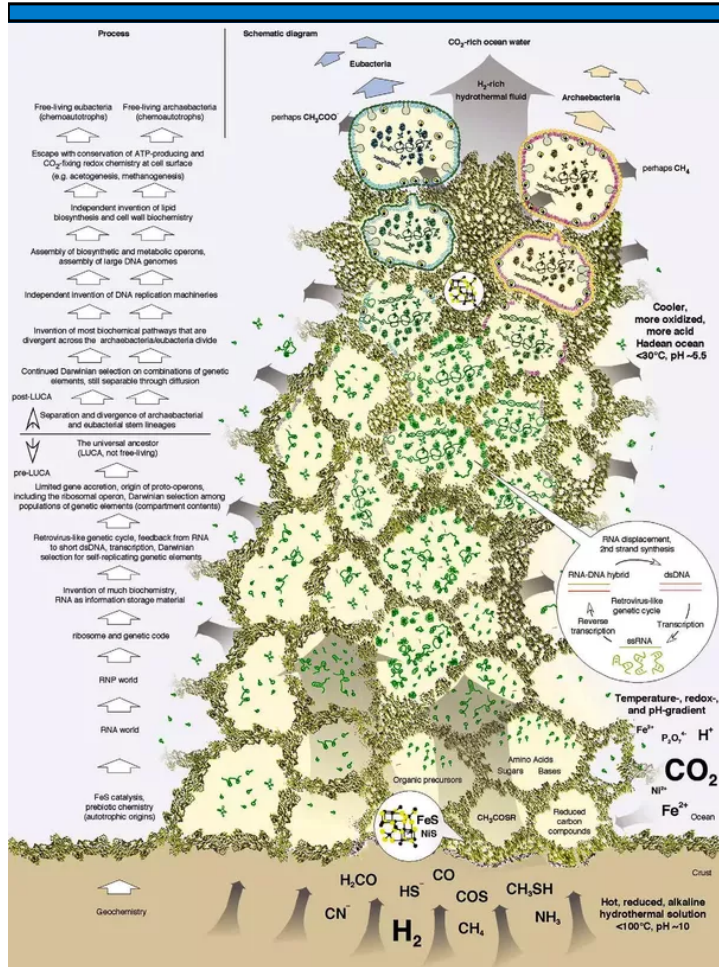 Process
Schematic diagram
CO₂-rich ocean water
Eubacteria
H₂-rich
hydrothermal fluid
Archaebacteria
Free-living eubacteria
(chemoautotrophs)
Free-living archaebacteria
(chemoautotrophs)
perhaps CH₃COO⁻
perhaps CH₄
Escape with conservation of ATP-producing and
CO₂-fixing redox chemistry at cell surface
(e.g. acetogenesis, methanogenesis)
Independent invention of lipid
biosynthesis and cell wall biochemistry
Assembly of biosynthetic and metabolic operons,
assembly of large DNA genomes
Independent invention of DNA replication machineries
Invention of most biochemical pathways that are
divergent across the archaebacteria/eubacteria divide
Continued Darwinian selection on combinations of genetic
elements, still separable through diffusion
post-LUCA
Separation and divergence of archaebacterial
and eubacterial stem lineages
The universal ancestor
(LUCA, not free-living)
pre-LUCA
Limited gene accretion, origin of proto-operons,
including the ribosomal operon, Darwinian selection among
populations of genetic elements (compartment contents)
Retrovirus-like genetic cycle, feedback from RNA
to short dsDNA, transcription, Darwinian
selection for self-replicating genetic elements
Invention of much biochemistry,
RNA as information storage material
ribosome and genetic code
RNP world
RNA world
FeS catalysis,
prebiotic chemistry
(autotrophic origins)
Geochemistry
Cooler,
more oxidized,
more acid
Hadean ocean
<30°C, pH ~5.5
RNA displacement,
2nd strand synthesis
RNA-DNA hybrid
dsDNA
Retrovirus-like
genetic cycle
Reverse
transcription
Transcription
ssRNA
Temperature-, redox-,
and pH-gradient
Fe³⁺
P₂O₇⁴⁻
H⁺
CO₂
Ni²⁺
Fe²⁺
Ocean
Organic precursors
Amino Acids
Sugars
Bases
FeS
NiS
CH₃COSR
Reduced
carbon
compounds
Crust
H₂CO
HS⁻
CO
COS
CH₃SH
CN⁻
H₂
CH₄
NH₃
Hot, reduced, alkaline
hydrothermal solution
<100°C, pH ~10